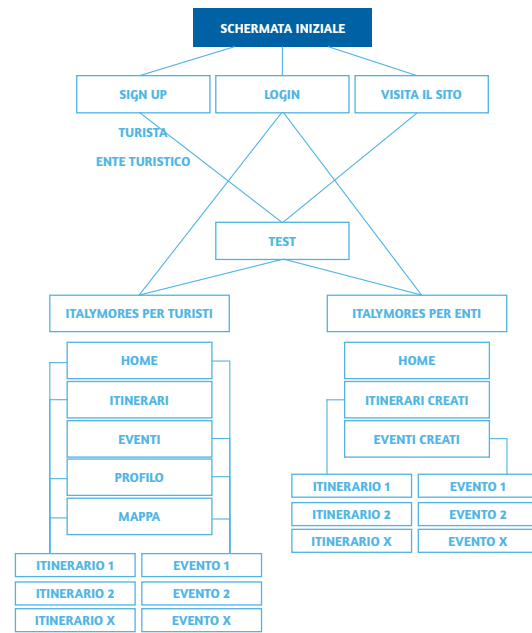 SCHERMATA INIZIALE
SIGN UP
LOGIN
VISITA IL SITO
TURISTA
ENTE TURISTICO
TEST
ITALYMORES PER TURISTI
ITALYMORES PER ENTI
HOME
ITINERARI
EVENTI
PROFILO
MAPPA
ITINERARIO 1
EVENTO 1
ITINERARIO 2
EVENTO 2
ITINERARIO X
EVENTO X
HOME
ITINERARI CREATI
EVENTI CREATI
ITINERARIO 1
EVENTO 1
ITINERARIO 2
EVENTO 2
ITINERARIO X
EVENTO X